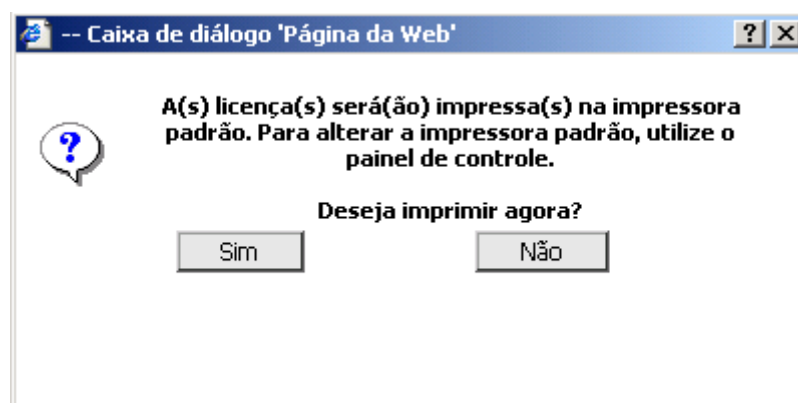 -- Caixa de diálogo 'Página da Web'
A(s) licença(s) será(ão) impressa(s) na impressora
padrão. Para alterar a impressora padrão, utilize o
painel de controle.
Deseja imprimir agora?
Sim Não